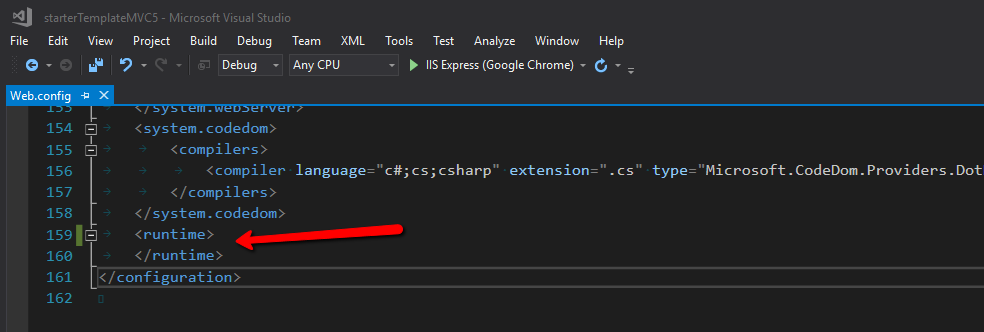 starterTemplateMVC5 - Microsoft Visual Studio
File Edit View Project Build Debug Team XML Tools Test Analyze Window Help
Debug Any CPU IIS Express (Google Chrome)
Web.config
153 </system.webServer>
154 <system.codedom>
155 <compilers>
156 <compiler language="c#;cs;csharp" extension=".cs" type="Microsoft.CodeDom.Providers.Dot
157 </compilers>
158 </system.codedom>
159 <runtime>
160 </runtime>
161 </configuration>
162